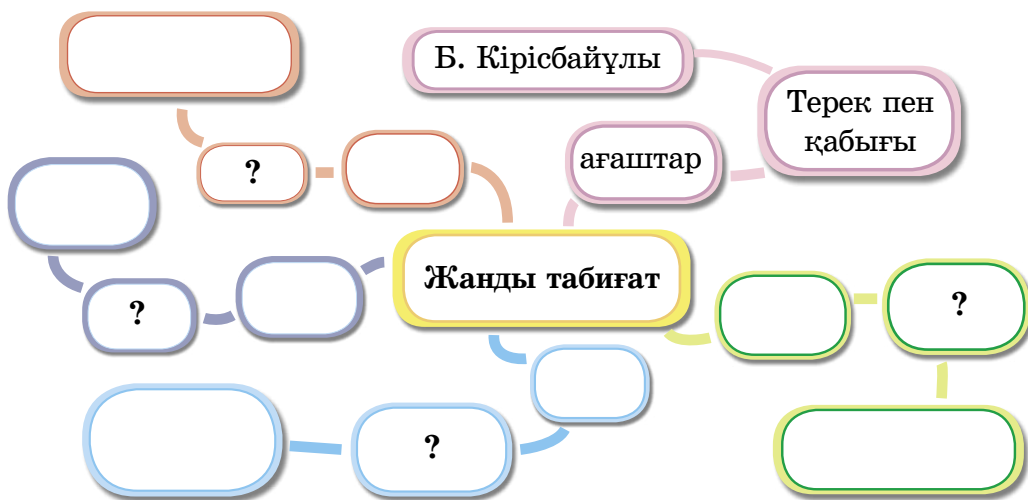 Б. Кірісбайұлы
Терек пен
қабығы
ағаштар
?
Жанды табиғат
?
?
?